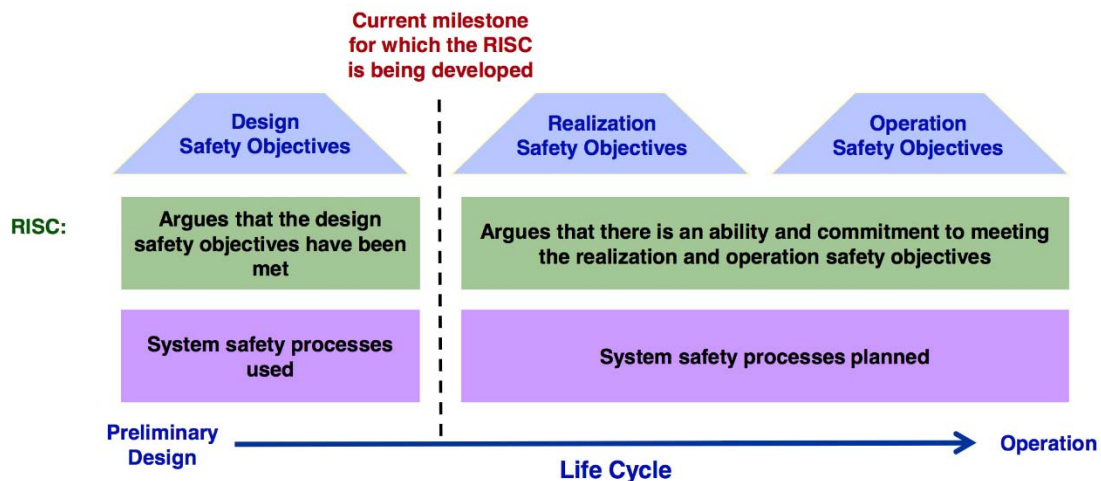 Current milestone
for which the RISC
is being developed
Design
Safety Objectives
Realization
Safety Objectives
Operation
Safety Objectives
RISC:
Argues that the design
safety objectives have been
met
Argues that there is an ability and commitment to meeting
the realization and operation safety objectives
System safety processes
used
System safety processes planned
Preliminary
Design
Life Cycle
Operation